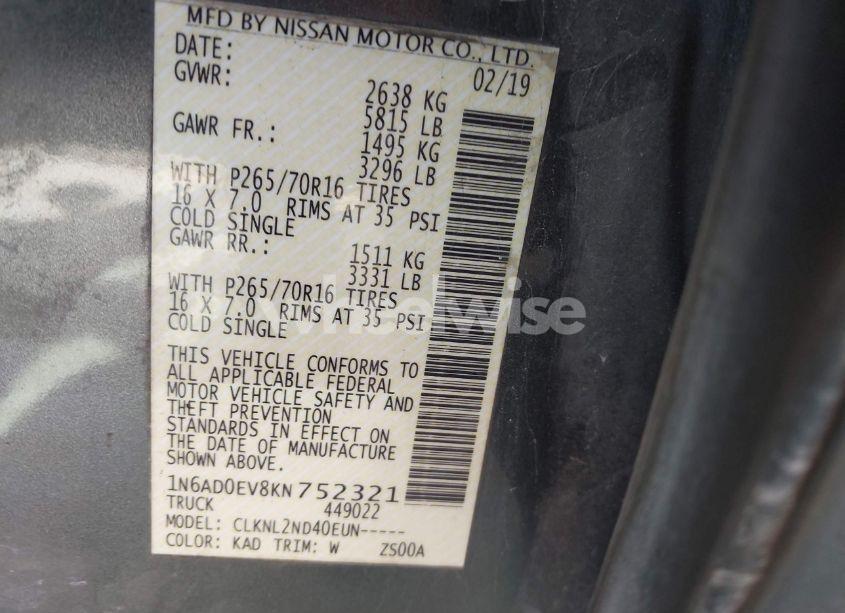 MFD BY NISSAN MOTOR CO., LTD.
DATE: 02/19
GVWR: 2638 KG
5815 LB
GAWR FR.: 1495 KG
3296 LB
WITH P265/70R16 TIRES
16 X 7.0 RIMS AT 35 PSI
COLD SINGLE
GAWR RR.: 1511 KG
3331 LB
WITH P265/70R16 TIRES
16 X 7.0 RIMS AT 35 PSI
COLD SINGLE
wheelwise
THIS VEHICLE CONFORMS TO
ALL APPLICABLE FEDERAL
MOTOR VEHICLE SAFETY AND
THEFT PREVENTION
STANDARDS IN EFFECT ON
THE DATE OF MANUFACTURE
SHOWN ABOVE.
1N6AD0EV8KN752321
TRUCK 449022
MODEL: CLKNL2ND40EUN-----
COLOR: KAD TRIM: W ZS00A